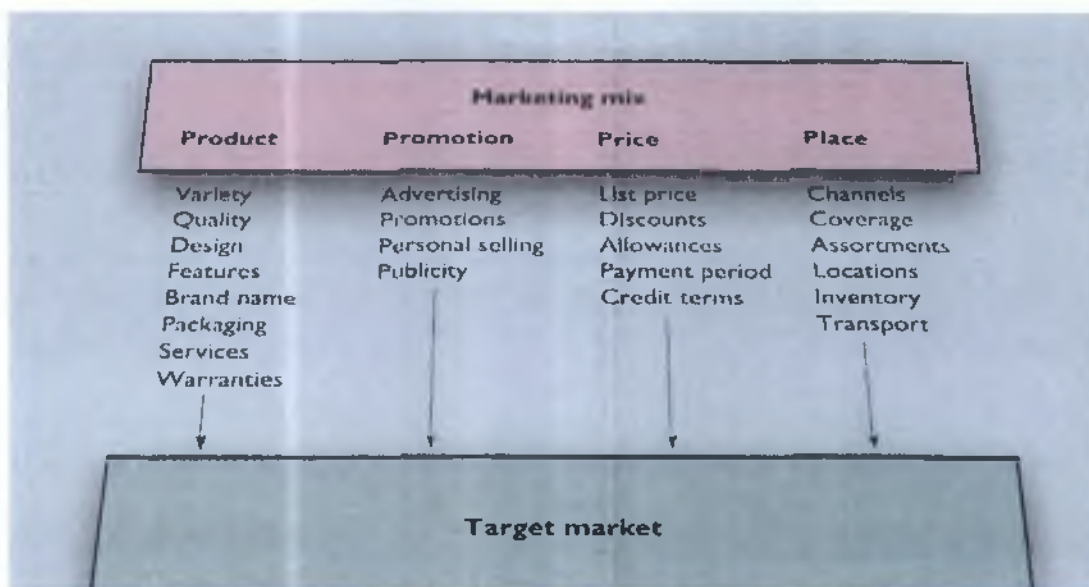 Marketing mix
Product Promotion Price Place
Variety Advertising List price Channels
Quality Promotions Discounts Coverage
Design Personal selling Allowances Assortments
Features Publicity Payment period Locations
Brand name Credit terms Inventory
Packaging Transport
Services
Warranties
Target market